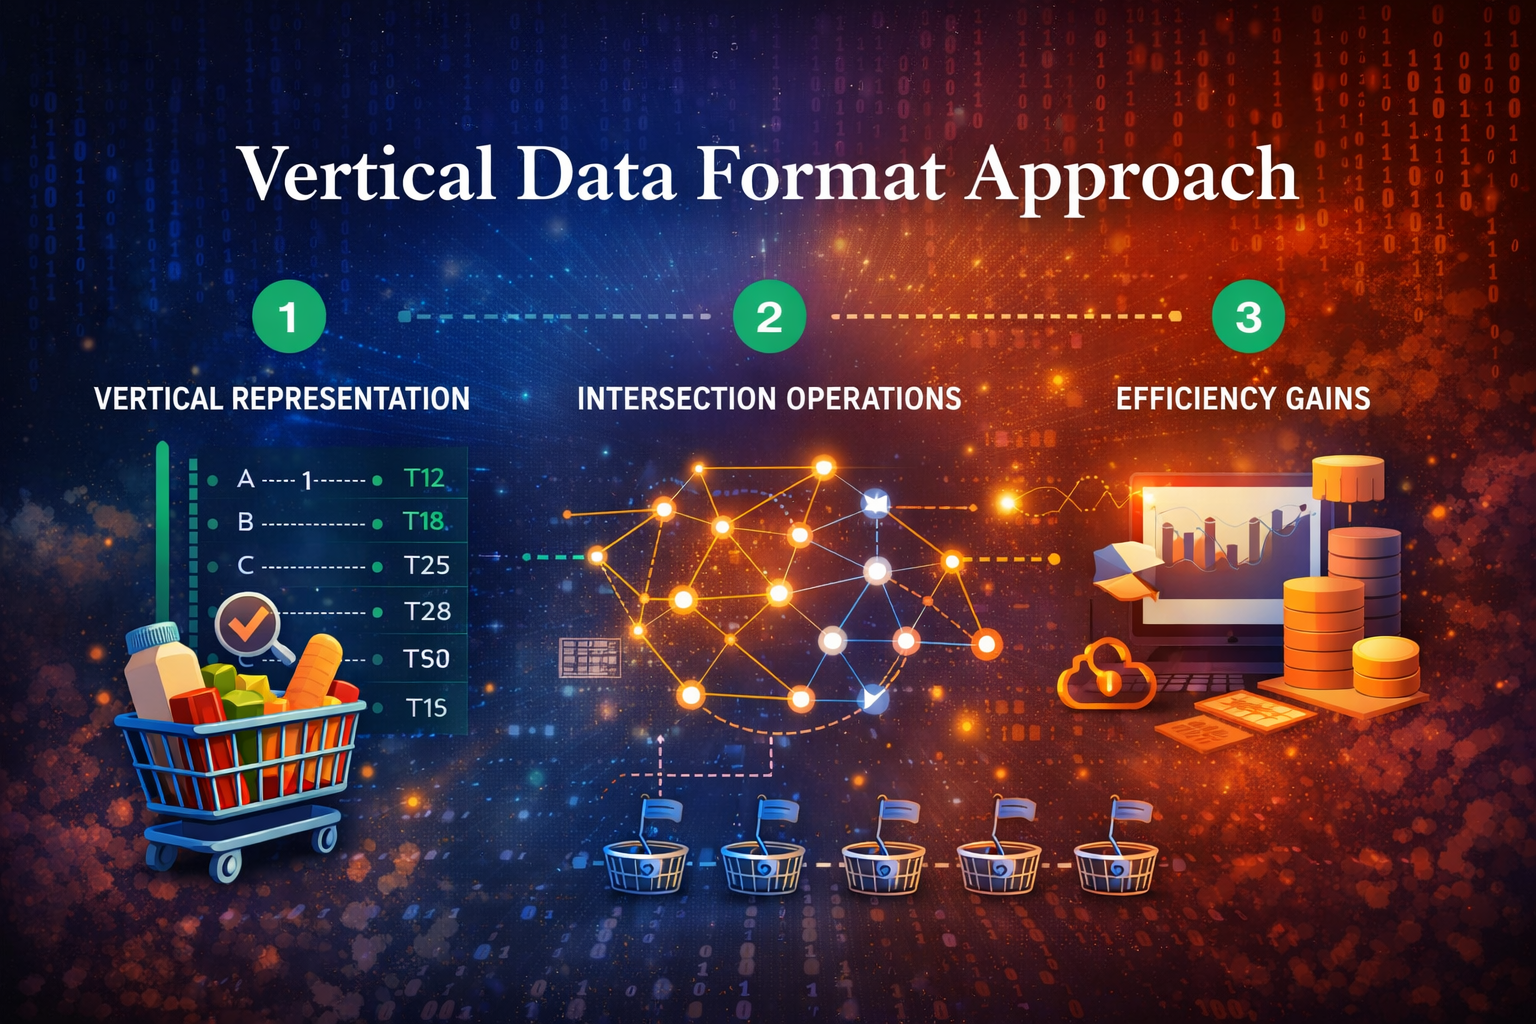 Vertical Data Format Approach
1
2
3
VERTICAL REPRESENTATION
INTERSECTION OPERATIONS
EFFICIENCY GAINS
A 1 T12
B T18
C T25
T28
TS0
T1S